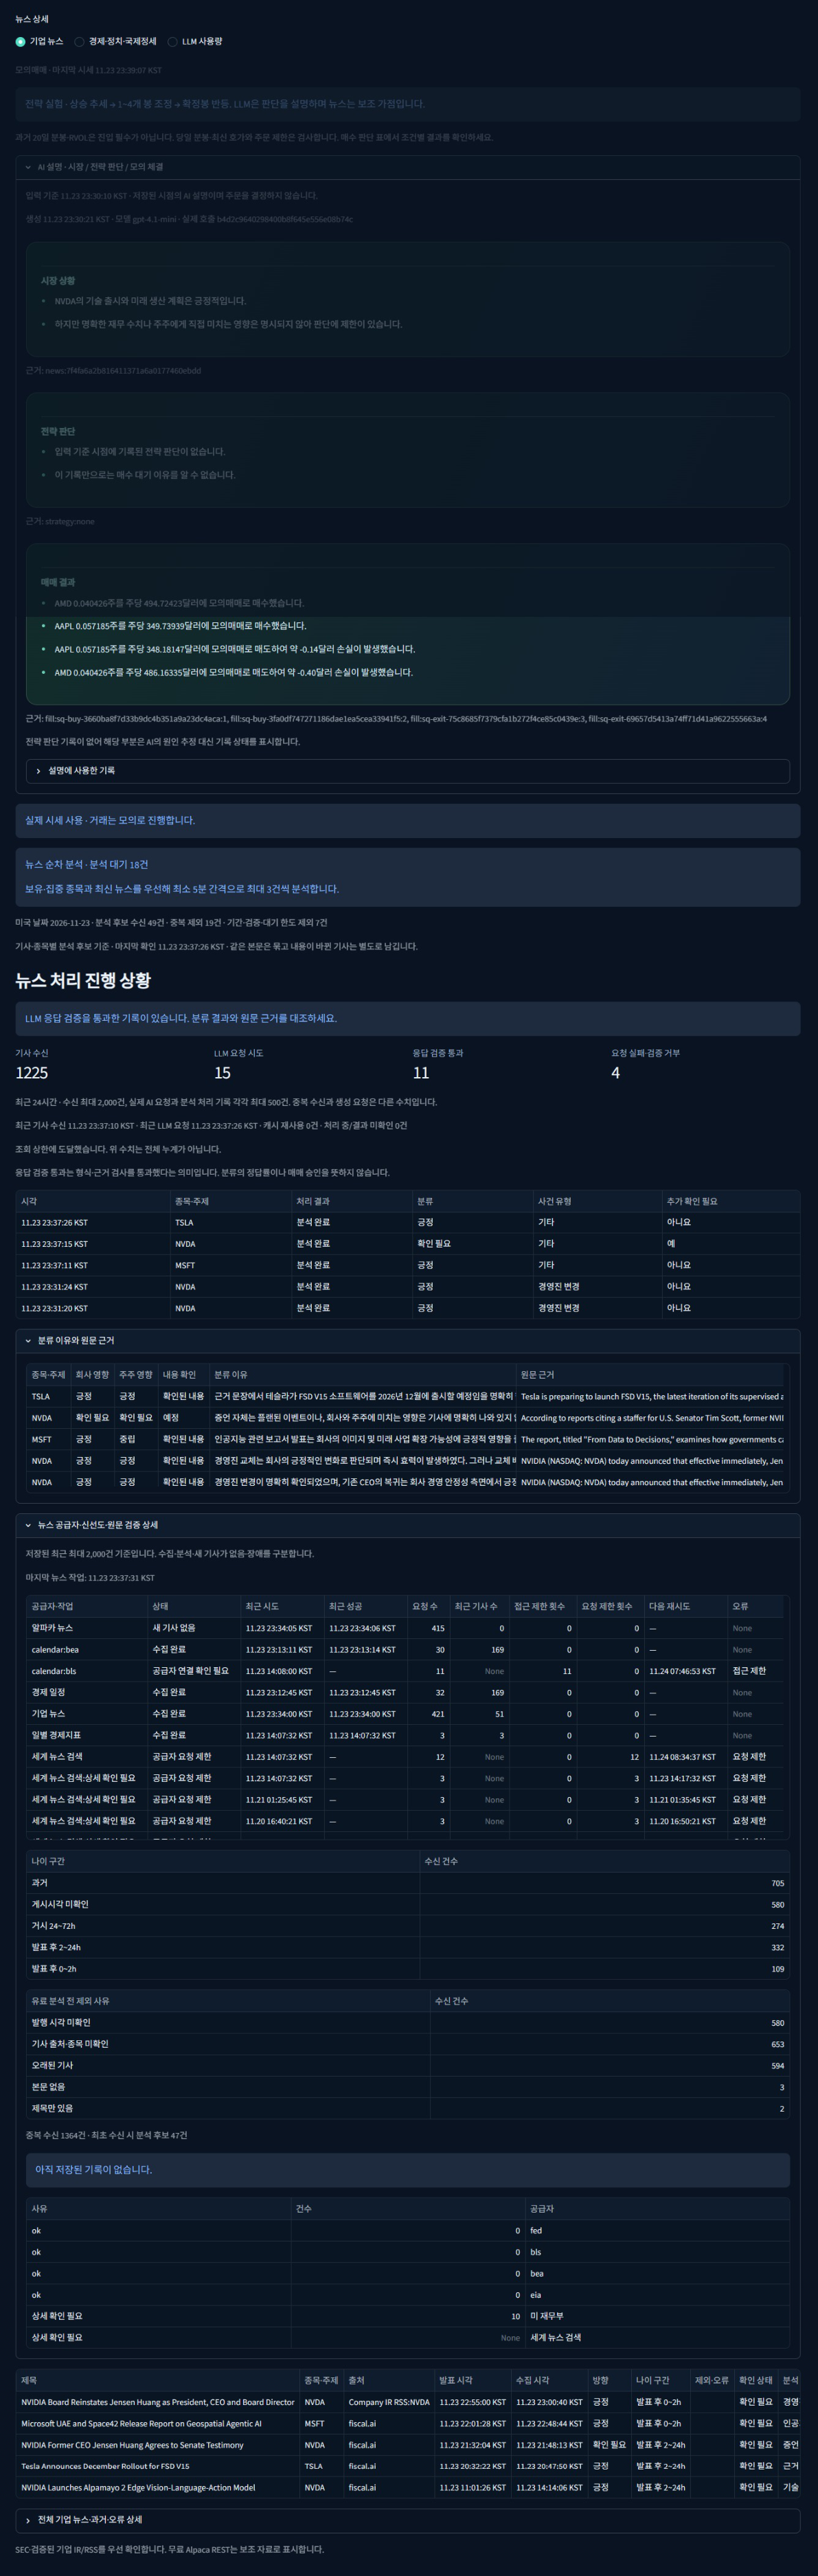 뉴스 상세
기업 뉴스 경제·정치·국제정세 LLM 사용량
모의매매 · 마지막 시세 11.23 23:39:07 KST
전략 실험 · 상승 추세 → 1~4개 봉 조정 → 확정봉 반등. LLM은 판단을 설명하며 뉴스는 보조 가점입니다.
과거 20일 분봉·RVOL은 진입 필수가 아닙니다. 당일 분봉·최신 호가와 주문 제한은 검사합니다. 매수 판단 표에서 조건별 결과를 확인하세요.
AI 설명 · 시장 / 전략 판단 / 모의 체결
입력 기준 11.23 23:30:10 KST · 저장된 시점의 AI 설명이며 주문을 결정하지 않습니다.
생성 11.23 23:30:21 KST · 모델 gpt-4.1-mini · 실제 호출 b4d2c9640298400b8f645e556e08b74c
시장 상황
NVDA의 기술 출시와 미래 생산 계획은 긍정적입니다.
하지만 명확한 재무 수치나 주주에게 직접 미치는 영향은 명시되지 않아 판단에 제한이 있습니다.
근거: news:7f4fa6a2b816411371a6a0177460ebdd
전략 판단
입력 기준 시점에 기록된 전략 판단이 없습니다.
이 기록만으로는 매수 대기 이유를 알 수 없습니다.
근거: strategy:none
매매 결과
AMD 0.040426주를 주당 494.72423달러에 모의매매로 매수했습니다.
AAPL 0.057185주를 주당 349.73939달러에 모의매매로 매수했습니다.
AAPL 0.057185주를 주당 348.18147달러에 모의매매로 매도하여 약 -0.14달러 손실이 발생했습니다.
AMD 0.040426주를 주당 486.16335달러에 모의매매로 매도하여 약 -0.40달러 손실이 발생했습니다.
근거: fill:sq-buy-3660ba8f7d33b9dc4b351a9a23dc4aca:1, fill:sq-buy-3fa0df747271186dae1ea5cea33941f5:2, fill:sq-exit-75c8685f7379cfa1b272f4ce85c0439e:3, fill:sq-exit-69657d5413a74ff71d41a9622555663a:4
전략 판단 기록이 없어 해당 부분은 AI의 원인 추정 대신 기록 상태를 표시합니다.
설명에 사용한 기록
실제 시세 사용 · 거래는 모의로 진행합니다.
뉴스 순차 분석 · 분석 대기 18건
보유·집중 종목과 최신 뉴스를 우선해 최소 5분 간격으로 최대 3건씩 분석합니다.
미국 날짜 2026-11-23 · 분석 후보 수신 49건 · 중복 제외 19건 · 기간·검증·대기 한도 제외 7건
기사·종목별 분석 후보 기준 · 마지막 확인 11.23 23:37:26 KST · 같은 본문은 묶고 내용이 바뀐 기사는 별도로 남깁니다.
뉴스 처리 진행 상황
LLM 응답 검증을 통과한 기록이 있습니다. 분류 결과와 원문 근거를 대조하세요.
기사 수신 LLM 요청 시도 응답 검증 통과 요청 실패·검증 거부
1225 15 11 4
최근 24시간 · 수신 최대 2,000건, 실제 AI 요청과 분석 처리 기록 각각 최대 500건. 중복 수신과 생성 요청은 다른 수치입니다.
최근 기사 수신 11.23 23:37:10 KST · 최근 LLM 요청 11.23 23:37:26 KST · 캐시 재사용 0건 · 처리 중/결과 미확인 0건
조회 상한에 도달했습니다. 위 수치는 전체 누계가 아닙니다.
응답 검증 통과는 형식·근거 검사를 통과했다는 의미입니다. 분류의 정답률이나 매매 승인을 뜻하지 않습니다.
시각 종목·주제 처리 결과 분류 사건 유형 추가 확인 필요
11.23 23:37:26 KST TSLA 분석 완료 긍정 기타 아니요
11.23 23:37:15 KST NVDA 분석 완료 확인 필요 기타 예
11.23 23:37:11 KST MSFT 분석 완료 긍정 기타 아니요
11.23 23:31:24 KST NVDA 분석 완료 긍정 경영진 변경 아니요
11.23 23:31:20 KST NVDA 분석 완료 긍정 경영진 변경 아니요
분류 이유와 원문 근거
종목·주제 회사 영향 주주 영향 내용 확인 분류 이유 원문 근거
TSLA 긍정 긍정 확인된 내용 근거 문장에서 테슬라가 FSD V15 소프트웨어를 2026년 12월에 출시할 예정임을 명확히 Tesla is preparing to launch FSD V15, the latest iteration of its supervised
NVDA 확인 필요 확인 필요 예정 증언 자체는 플랜된 이벤트이나, 회사와 주주에 미치는 영향은 기사에 명확히 나와 있지 According to reports citing a staffer for U.S. Senator Tim Scott, former
MSFT 긍정 중립 확인된 내용 인공지능 관련 보고서 발표는 회사의 이미지 및 미래 사업 확장 가능성에 긍정적 영향을 The report, titled "From Data to Decisions," examines how governments
NVDA 긍정 긍정 확인된 내용 경영진 교체는 회사의 긍정적인 변화로 판단되며 즉시 효력이 발생하였다. 그러나 교체 NVIDIA (NASDAQ: NVDA) today announced that effective immediately, Jen
NVDA 긍정 긍정 확인된 내용 경영진 변경이 명확히 확인되었으며, 기존 CEO의 복귀는 회사 경영 안정성 측면에서 긍정 NVIDIA (NASDAQ: NVDA) today announced that effective immediately, Jen
뉴스 공급자·신선도·원문 검증 상세
저장된 최근 최대 2,000건 기준입니다. 수집·분석·새 기사가 없음·장애를 구분합니다.
마지막 뉴스 작업: 11.23 23:37:31 KST
공급자·작업 상태 최근 시도 최근 성공 요청 수 최근 기사 수 접근 제한 횟수 요청 제한 횟수 다음 재시도 오류
알파카 뉴스 새 기사 없음 11.23 23:34:05 KST 11.23 23:34:06 KST 415 0 0 0 — None
calendar:bea 수집 완료 11.23 23:13:11 KST 11.23 23:13:14 KST 30 169 0 0 — None
calendar:bls 공급자 연결 확인 필요 11.23 14:08:00 KST — 11 None 11 0 11.24 07:46:53 KST 접근 제한
경제 일정 수집 완료 11.23 23:12:45 KST 11.23 23:12:45 KST 32 169 0 0 — None
기업 뉴스 수집 완료 11.23 23:34:00 KST 11.23 23:34:00 KST 421 51 0 0 — None
일별 경제지표 수집 완료 11.23 14:07:32 KST 11.23 14:07:32 KST 3 3 0 0 — None
세계 뉴스 검색 공급자 요청 제한 11.23 14:07:32 KST — 12 None 0 12 11.24 08:34:37 KST 요청 제한
세계 뉴스 검색:상세 확인 필요 공급자 요청 제한 11.23 14:07:32 KST — 3 None 0 3 11.23 14:17:32 KST 요청 제한
세계 뉴스 검색:상세 확인 필요 공급자 요청 제한 11.21 01:25:45 KST — 3 None 0 3 11.21 01:35:45 KST 요청 제한
세계 뉴스 검색:상세 확인 필요 공급자 요청 제한 11.20 16:40:21 KST — 3 None 0 3 11.20 16:50:21 KST 요청 제한
나이 구간 수신 건수
과거 705
게시시각 미확인 580
거시 24~72h 274
발표 후 2~24h 332
발표 후 0~2h 109
유료 분석 전 제외 사유 수신 건수
발행 시각 미확인 580
기사 출처·종목 미확인 653
오래된 기사 594
본문 없음 3
제목만 있음 2
중복 수신 1364건 · 최초 수신 시 분석 후보 47건
아직 저장된 기록이 없습니다.
사유 건수 공급자
ok 0 fed
ok 0 bls
ok 0 bea
ok 0 eia
상세 확인 필요 10 미 재무부
상세 확인 필요 None 세계 뉴스 검색
제목 종목·주제 출처 발표 시각 수집 시각 방향 나이 구간 제외·오류 확인 상태 분석
NVIDIA Board Reinstates Jensen Huang as President, CEO and Board Director NVDA Company IR RSS:NVDA 11.23 22:55:00 KST 11.23 23:00:40 KST 긍정 발표 후 0~2h 확인 필요 경영
Microsoft UAE and Space42 Release Report on Geospatial Agentic AI MSFT fiscal.ai 11.23 22:01:28 KST 11.23 22:48:44 KST 긍정 발표 후 0~2h 확인 필요 인공
NVIDIA Former CEO Jensen Huang Agrees to Senate Testimony NVDA fiscal.ai 11.23 21:32:04 KST 11.23 21:48:13 KST 확인 필요 발표 후 2~24h 확인 필요 증언
Tesla Announces December Rollout for FSD V15 TSLA fiscal.ai 11.23 20:32:22 KST 11.23 20:47:50 KST 긍정 발표 후 2~24h 확인 필요 근거
NVIDIA Launches Alpamayo 2 Edge Vision-Language-Action Model NVDA fiscal.ai 11.23 11:01:26 KST 11.23 14:14:06 KST 긍정 발표 후 2~24h 확인 필요 기술
전체 기업 뉴스·과거·오류 상세
SEC·검증된 기업 IR/RSS를 우선 확인합니다. 무료 Alpaca REST는 보조 자료로 표시합니다.